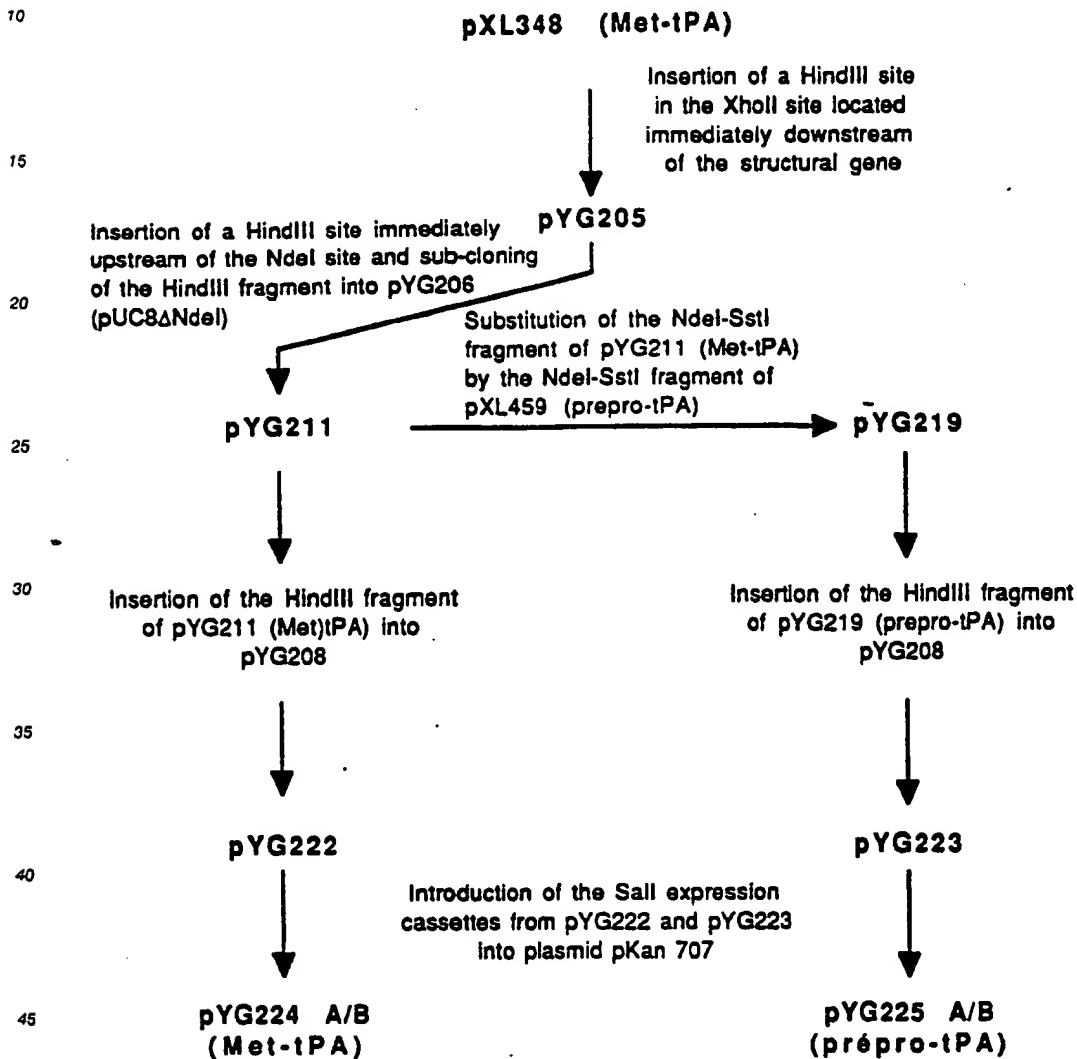 10
pXL348 (Met-tPA)
Insertion of a HindIII site
in the XhoII site located
immediately downstream
of the structural gene
15
pYG205
Insertion of a HindIII site immediately
upstream of the NdeI site and sub-cloning
of the HindIII fragment into pYG206
(pUC8ΔNdeI)
20
Substitution of the NdeI-SstI
fragment of pYG211 (Met-tPA)
by the NdeI-SstI fragment of
pXL459 (prepro-tPA)
pYG211
pYG219
25
30
Insertion of the HindIII fragment
of pYG211 (Met)tPA) into
pYG208
Insertion of the HindIII fragment
of pYG219 (prepro-tPA) into
pYG208
35
pYG222
pYG223
40
Introduction of the SalI expression
cassettes from pYG222 and pYG223
into plasmid pKan 707
45
pYG224 A/B
(Met-tPA)
pYG225 A/B
(prépro-tPA)